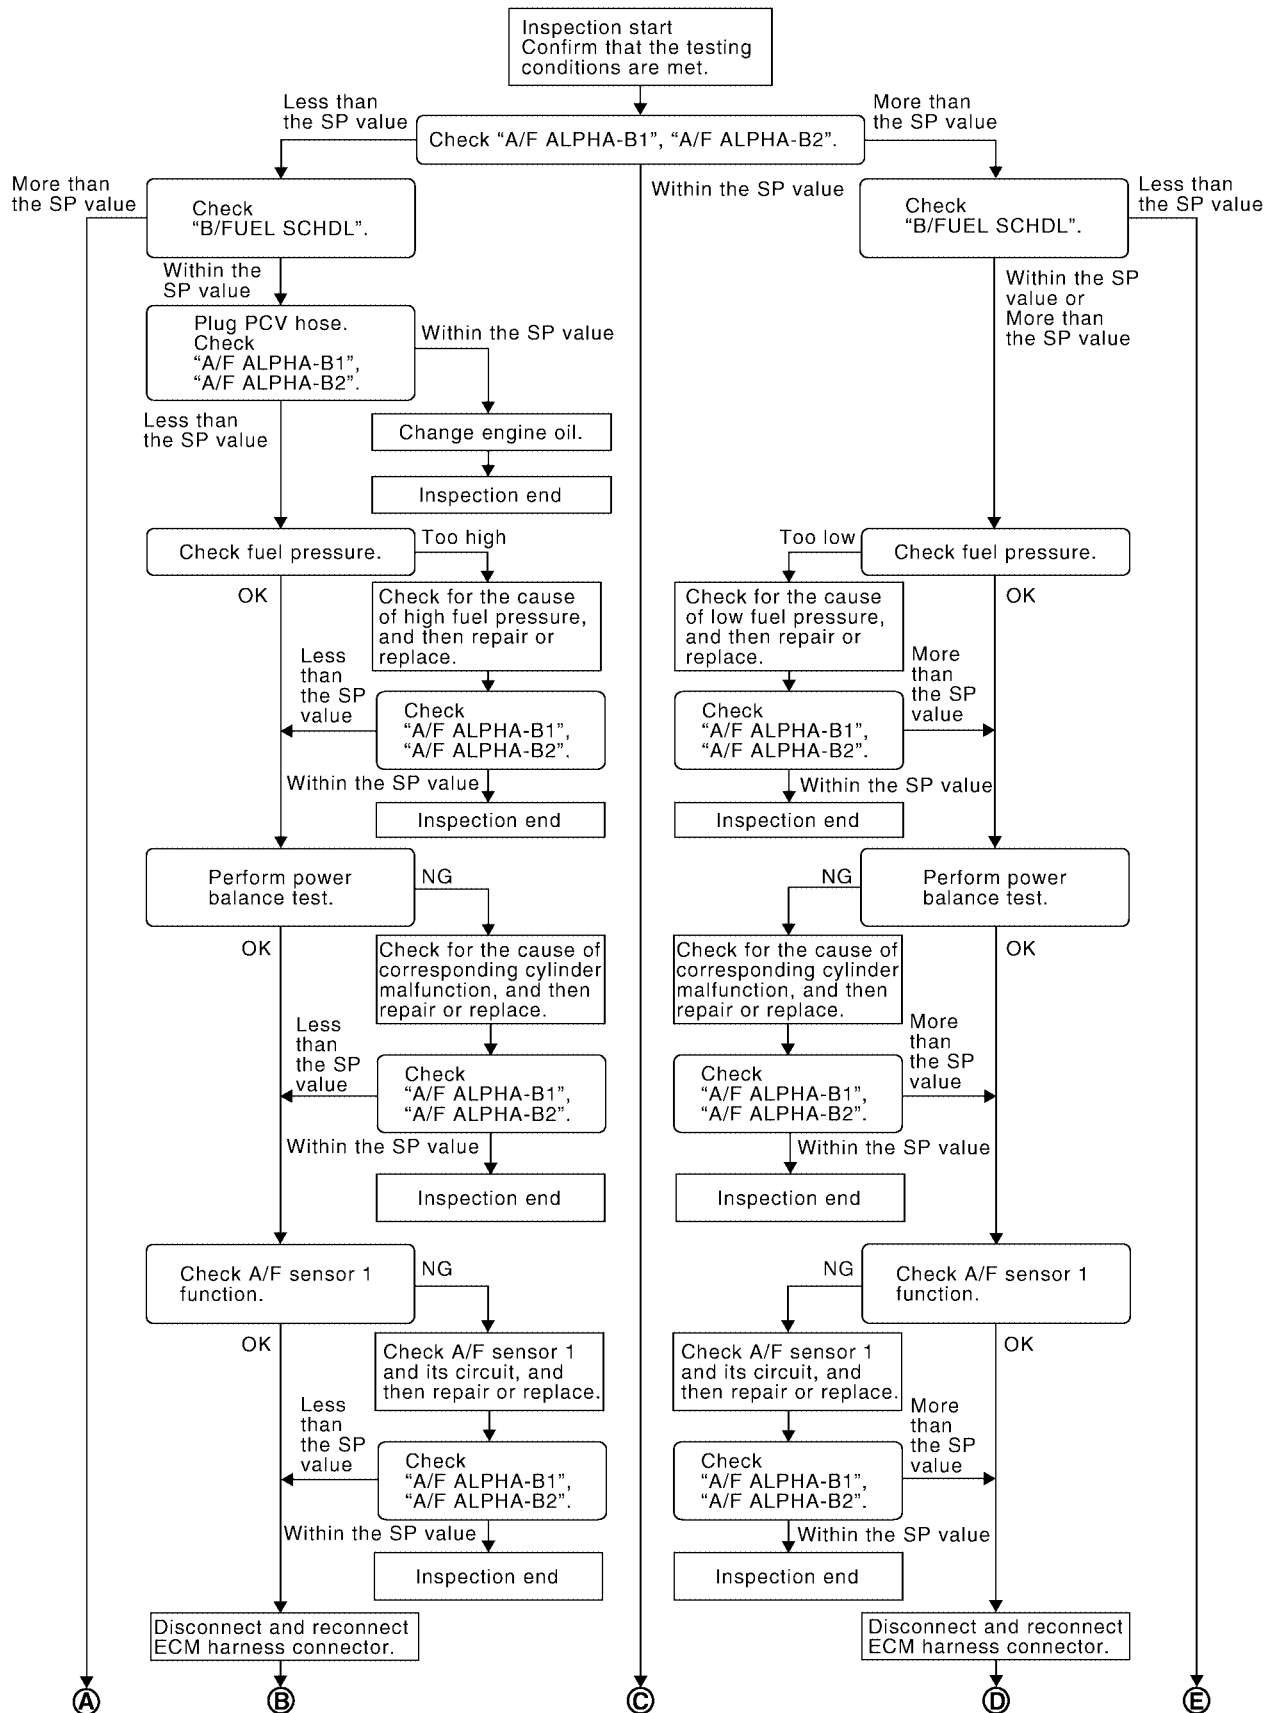 Inspection start
Confirm that the testing
conditions are met.
Less than
the SP value
More than
the SP value
Check “A/F ALPHA-B1”, “A/F ALPHA-B2”.
More than
the SP value
Within the SP value
Less than
the SP value
Check
“B/FUEL SCHDL”.
Check
“B/FUEL SCHDL”.
Within the
SP value
Within the SP
value or
More than
the SP value
Plug PCV hose.
Check
“A/F ALPHA-B1”,
“A/F ALPHA-B2”.
Within the SP value
Less than
the SP value
Change engine oil.
Inspection end
Check fuel pressure.
Too high
Too low
Check fuel pressure.
OK
Check for the cause
of high fuel pressure,
and then repair or
replace.
Check for the cause
of low fuel pressure,
and then repair or
replace.
OK
Less
than
the SP
value
Check
“A/F ALPHA-B1”,
“A/F ALPHA-B2”.
Check
“A/F ALPHA-B1”,
“A/F ALPHA-B2”.
More
than
the SP
value
Within the SP value
Within the SP value
Inspection end
Inspection end
Perform power
balance test.
NG
NG
Perform power
balance test.
OK
Check for the cause of
corresponding cylinder
malfunction, and then
repair or replace.
Check for the cause of
corresponding cylinder
malfunction, and then
repair or replace.
OK
Less
than
the SP
value
Check
“A/F ALPHA-B1”,
“A/F ALPHA-B2”.
Check
“A/F ALPHA-B1”,
“A/F ALPHA-B2”.
More
than
the SP
value
Within the SP value
Within the SP value
Inspection end
Inspection end
Check A/F sensor 1
function.
NG
NG
Check A/F sensor 1
function.
OK
Check A/F sensor 1
and its circuit, and
then repair or replace.
Check A/F sensor 1
and its circuit, and
then repair or replace.
OK
Less
than
the SP
value
Check
“A/F ALPHA-B1”,
“A/F ALPHA-B2”.
Check
“A/F ALPHA-B1”,
“A/F ALPHA-B2”.
More
than
the SP
value
Within the SP value
Within the SP value
Inspection end
Inspection end
Disconnect and reconnect
ECM harness connector.
Disconnect and reconnect
ECM harness connector.
A
B
C
D
E